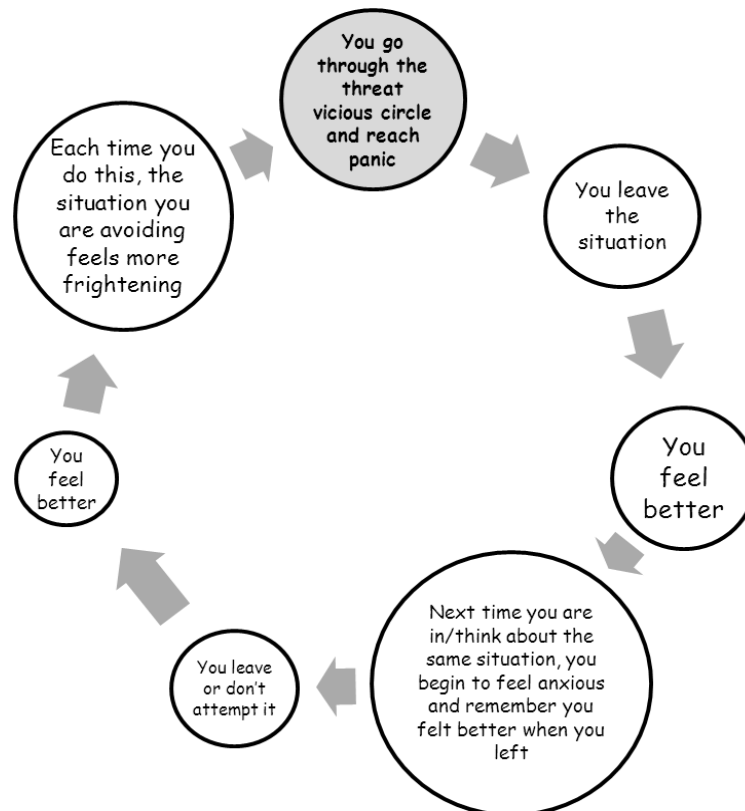 You go
through the
threat
vicious circle
and reach
panic
You leave
the
situation
You
feel
better
Next time you are
in/think about the
same situation, you
begin to feel anxious
and remember you
felt better when you
left
You leave
or don't
attempt it
You
feel
better
Each time you
do this, the
situation you
are avoiding
feels more
frightening